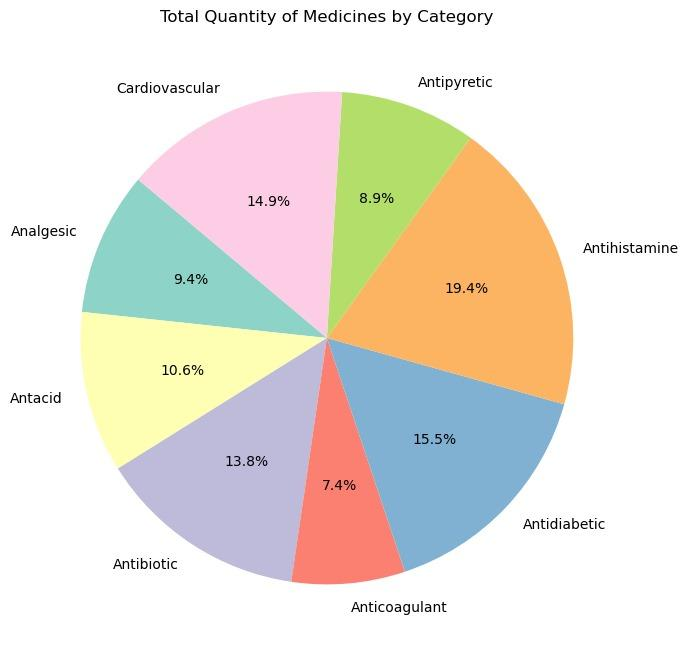 Total Quantity of Medicines by Category
Cardiovascular
14.9%
Antipyretic
8.9%
Antihistamine
19.4%
Analgesic
9.4%
Antacid
10.6%
Antibiotic
13.8%
Anticoagulant
7.4%
Antidiabetic
15.5%